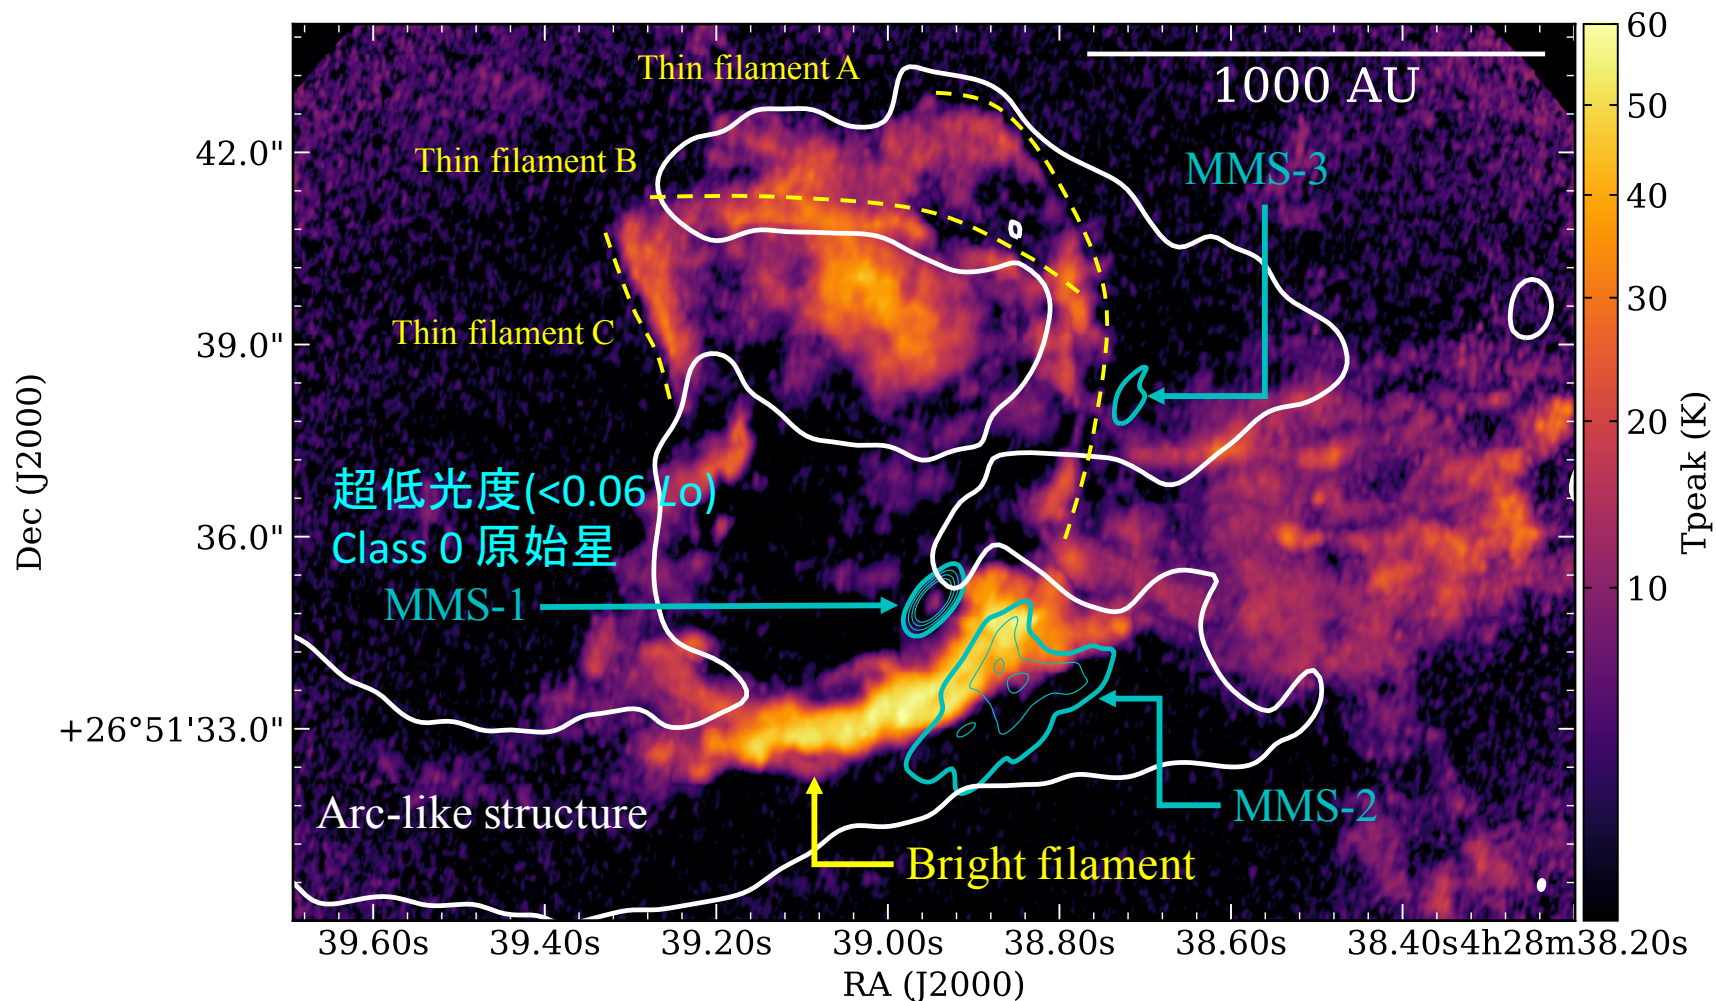 Thin filament A
1000 AU
60
50
42.0"
Thin filament B
MMS-3
40
30
39.0"
Thin filament C
20
Dec (J2000)
Tpeak (K)
超低光度(<0.06 Lo)
Class 0 原始星
36.0"
10
MMS-1
+26°51'33.0"
Arc-like structure
MMS-2
Bright filament
39.60s 39.40s 39.20s 39.00s 38.80s 38.60s 38.40s4h28m38.20s
RA (J2000)